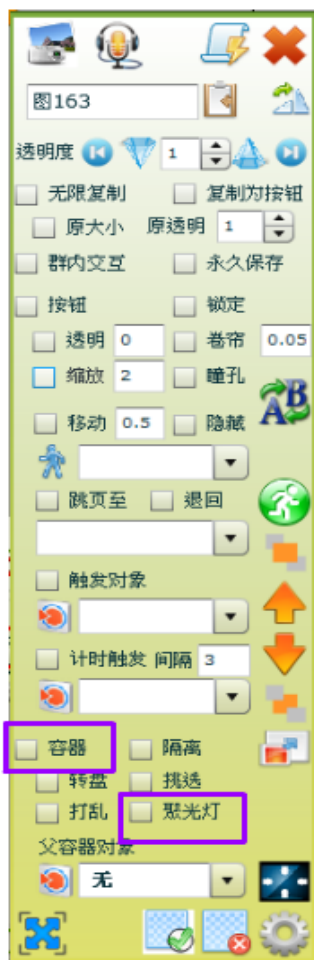 图163
透明度 1
无限复制 复制为按钮
原大小 原透明 1
群内交互 永久保存
按钮 锁定
透明 0 卷帘 0.05
缩放 2 瞳孔
移动 0.5 隐藏
A B
跳页至 退回
触发对象
计时触发 间隔 3
容器 隔离
转盘 挑选
打乱 聚光灯
父容器对象
无